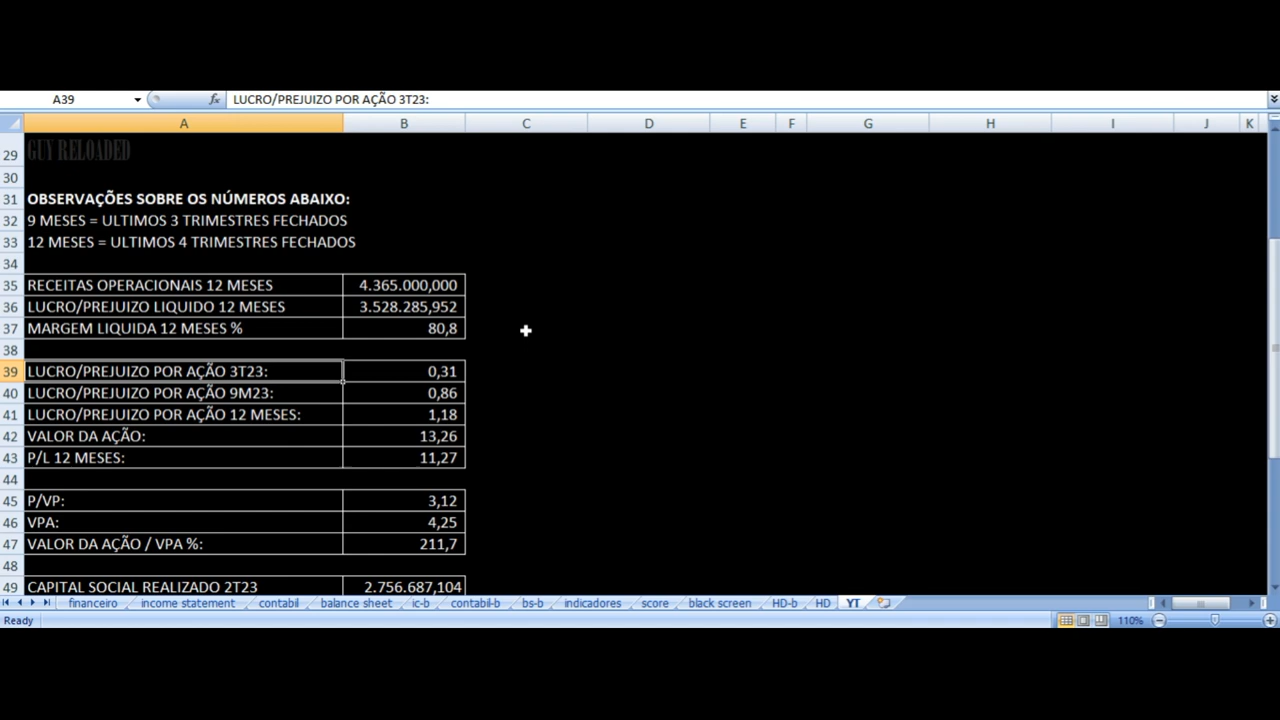 A39 fx LUCRO/PREJUIZO POR AÇÃO 3T23:
A B C D E F G H I J K
29 GUY RELOADED
30
31 OBSERVAÇÕES SOBRE OS NÚMEROS ABAIXO:
32 9 MESES = ULTIMOS 3 TRIMESTRES FECHADOS
33 12 MESES = ULTIMOS 4 TRIMESTRES FECHADOS
34
35 RECEITAS OPERACIONAIS 12 MESES 4.365.000,000
36 LUCRO/PREJUIZO LIQUIDO 12 MESES 3.528.285,952
37 MARGEM LIQUIDA 12 MESES % 80,8
38
39 LUCRO/PREJUIZO POR AÇÃO 3T23: 0,31
40 LUCRO/PREJUIZO POR AÇÃO 9M23: 0,86
41 LUCRO/PREJUIZO POR AÇÃO 12 MESES: 1,18
42 VALOR DA AÇÃO: 13,26
43 P/L 12 MESES: 11,27
44
45 P/VP: 3,12
46 VPA: 4,25
47 VALOR DA AÇÃO / VPA %: 211,7
48
49 CAPITAL SOCIAL REALIZADO 2T23 2.756.687,104
financeiro income statement contabil balance sheet ic-b contabil-b bs-b indicadores score black screen HD-b HD YT
Ready 110%